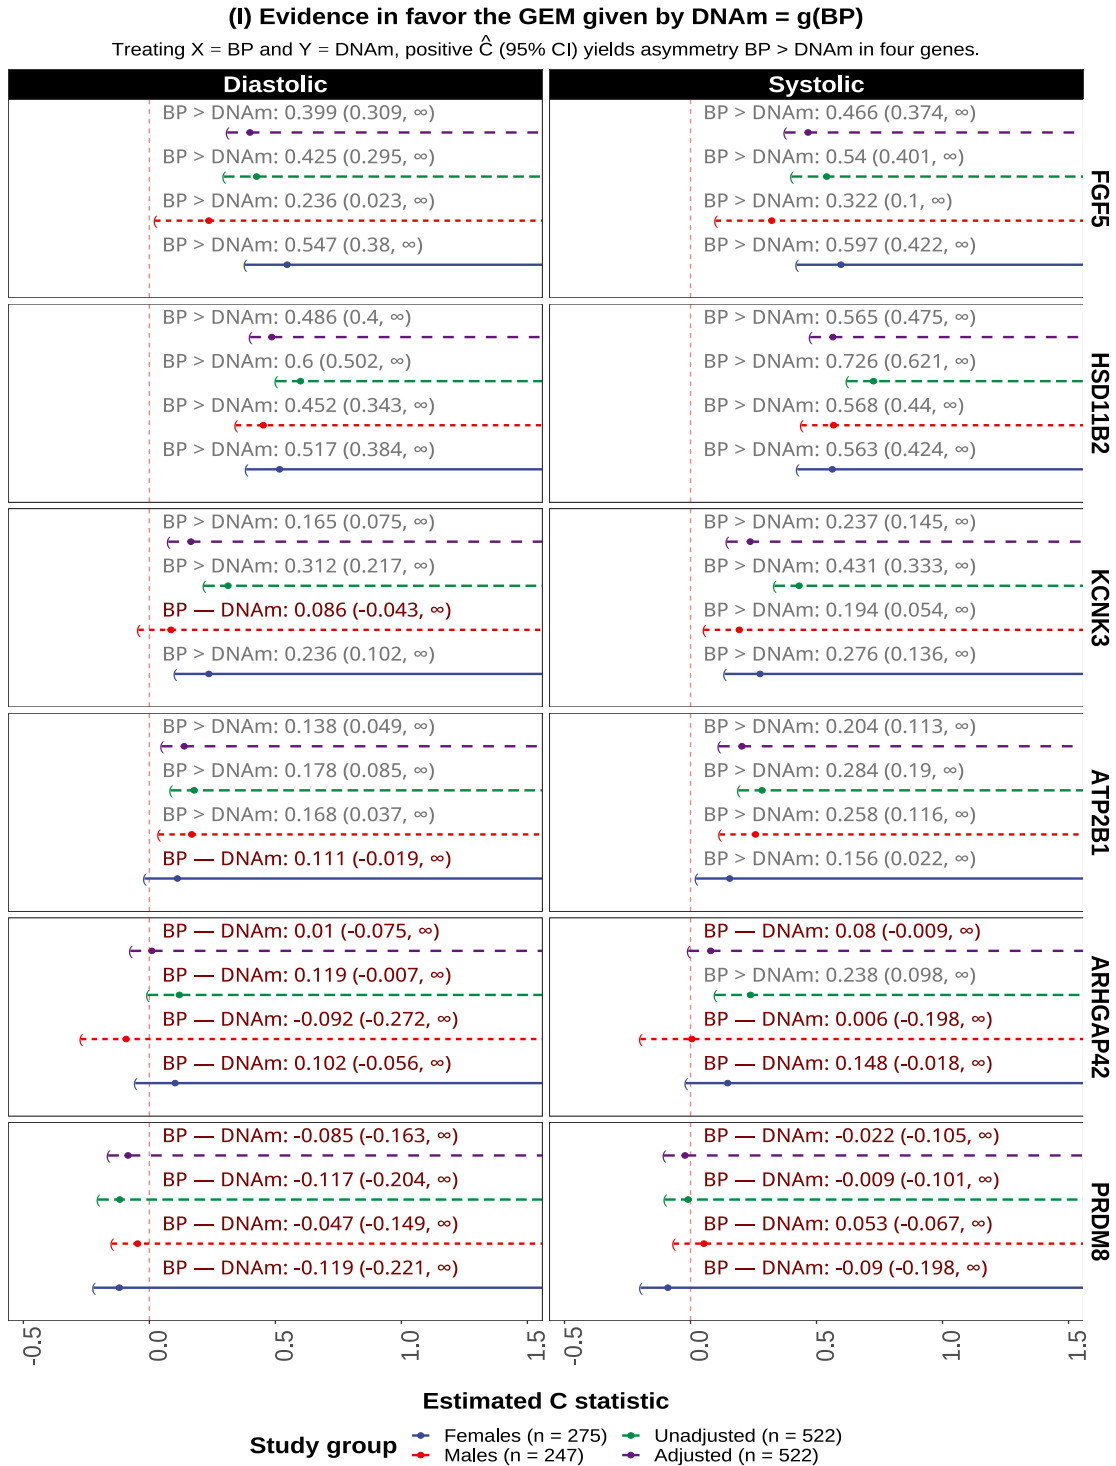 (I) Evidence in favor the GEM given by DNAm = g(BP)
Treating X = BP and Y = DNAm, positive Ĉ (95% CI) yields asymmetry BP > DNAm in four genes.
Diastolic
Systolic
BP > DNAm: 0.399 (0.309, ∞)
BP > DNAm: 0.425 (0.295, ∞)
BP > DNAm: 0.236 (0.023, ∞)
BP > DNAm: 0.547 (0.38, ∞)
BP > DNAm: 0.466 (0.374, ∞)
BP > DNAm: 0.54 (0.401, ∞)
BP > DNAm: 0.322 (0.1, ∞)
BP > DNAm: 0.597 (0.422, ∞)
FGF5
BP > DNAm: 0.486 (0.4, ∞)
BP > DNAm: 0.6 (0.502, ∞)
BP > DNAm: 0.452 (0.343, ∞)
BP > DNAm: 0.517 (0.384, ∞)
BP > DNAm: 0.565 (0.475, ∞)
BP > DNAm: 0.726 (0.621, ∞)
BP > DNAm: 0.568 (0.44, ∞)
BP > DNAm: 0.563 (0.424, ∞)
HSD11B2
BP > DNAm: 0.165 (0.075, ∞)
BP > DNAm: 0.312 (0.217, ∞)
BP — DNAm: 0.086 (-0.043, ∞)
BP > DNAm: 0.236 (0.102, ∞)
BP > DNAm: 0.237 (0.145, ∞)
BP > DNAm: 0.431 (0.333, ∞)
BP > DNAm: 0.194 (0.054, ∞)
BP > DNAm: 0.276 (0.136, ∞)
KCNK3
BP > DNAm: 0.138 (0.049, ∞)
BP > DNAm: 0.178 (0.085, ∞)
BP > DNAm: 0.168 (0.037, ∞)
BP — DNAm: 0.111 (-0.019, ∞)
BP > DNAm: 0.204 (0.113, ∞)
BP > DNAm: 0.284 (0.19, ∞)
BP > DNAm: 0.258 (0.116, ∞)
BP > DNAm: 0.156 (0.022, ∞)
ATP2B1
BP — DNAm: 0.01 (-0.075, ∞)
BP — DNAm: 0.119 (-0.007, ∞)
BP — DNAm: -0.092 (-0.272, ∞)
BP — DNAm: 0.102 (-0.056, ∞)
BP — DNAm: 0.08 (-0.009, ∞)
BP > DNAm: 0.238 (0.098, ∞)
BP — DNAm: 0.006 (-0.198, ∞)
BP — DNAm: 0.148 (-0.018, ∞)
ARHGAP42
BP — DNAm: -0.085 (-0.163, ∞)
BP — DNAm: -0.117 (-0.204, ∞)
BP — DNAm: -0.047 (-0.149, ∞)
BP — DNAm: -0.119 (-0.221, ∞)
BP — DNAm: -0.022 (-0.105, ∞)
BP — DNAm: -0.009 (-0.101, ∞)
BP — DNAm: 0.053 (-0.067, ∞)
BP — DNAm: -0.09 (-0.198, ∞)
PRDM8
-0.5 0.0 0.5 1.0 1.5
-0.5 0.0 0.5 1.0 1.5
Estimated C statistic
Study group
Females (n = 275)
Males (n = 247)
Unadjusted (n = 522)
Adjusted (n = 522)